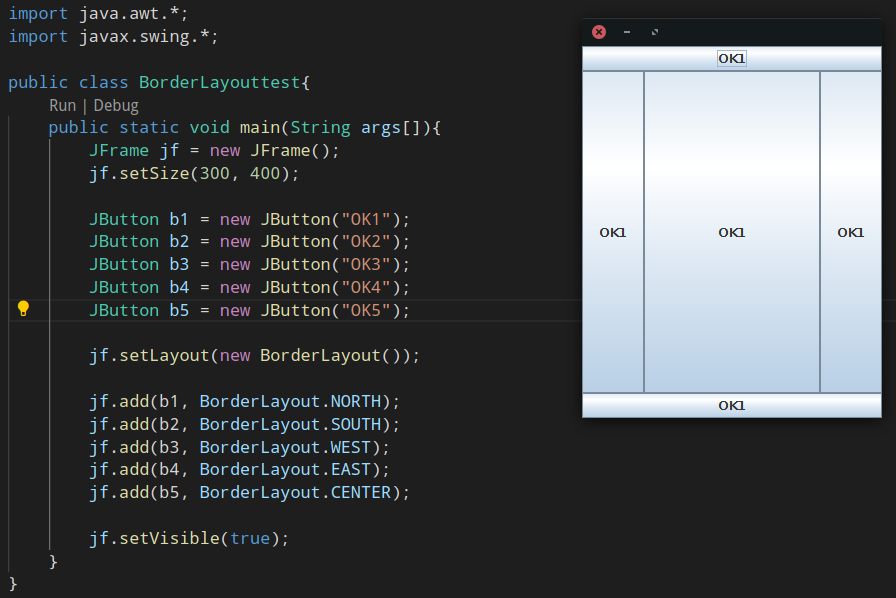 import java.awt.*;
import javax.swing.*;
public class BorderLayouttest{
Run | Debug
public static void main(String args[]){
JFrame jf = new JFrame();
jf.setSize(300, 400);
JButton b1 = new JButton("OK1");
JButton b2 = new JButton("OK2");
JButton b3 = new JButton("OK3");
JButton b4 = new JButton("OK4");
JButton b5 = new JButton("OK5");
jf.setLayout(new BorderLayout());
jf.add(b1, BorderLayout.NORTH);
jf.add(b2, BorderLayout.SOUTH);
jf.add(b3, BorderLayout.WEST);
jf.add(b4, BorderLayout.EAST);
jf.add(b5, BorderLayout.CENTER);
jf.setVisible(true);
}
}
OK1
OK1 OK1 OK1
OK1